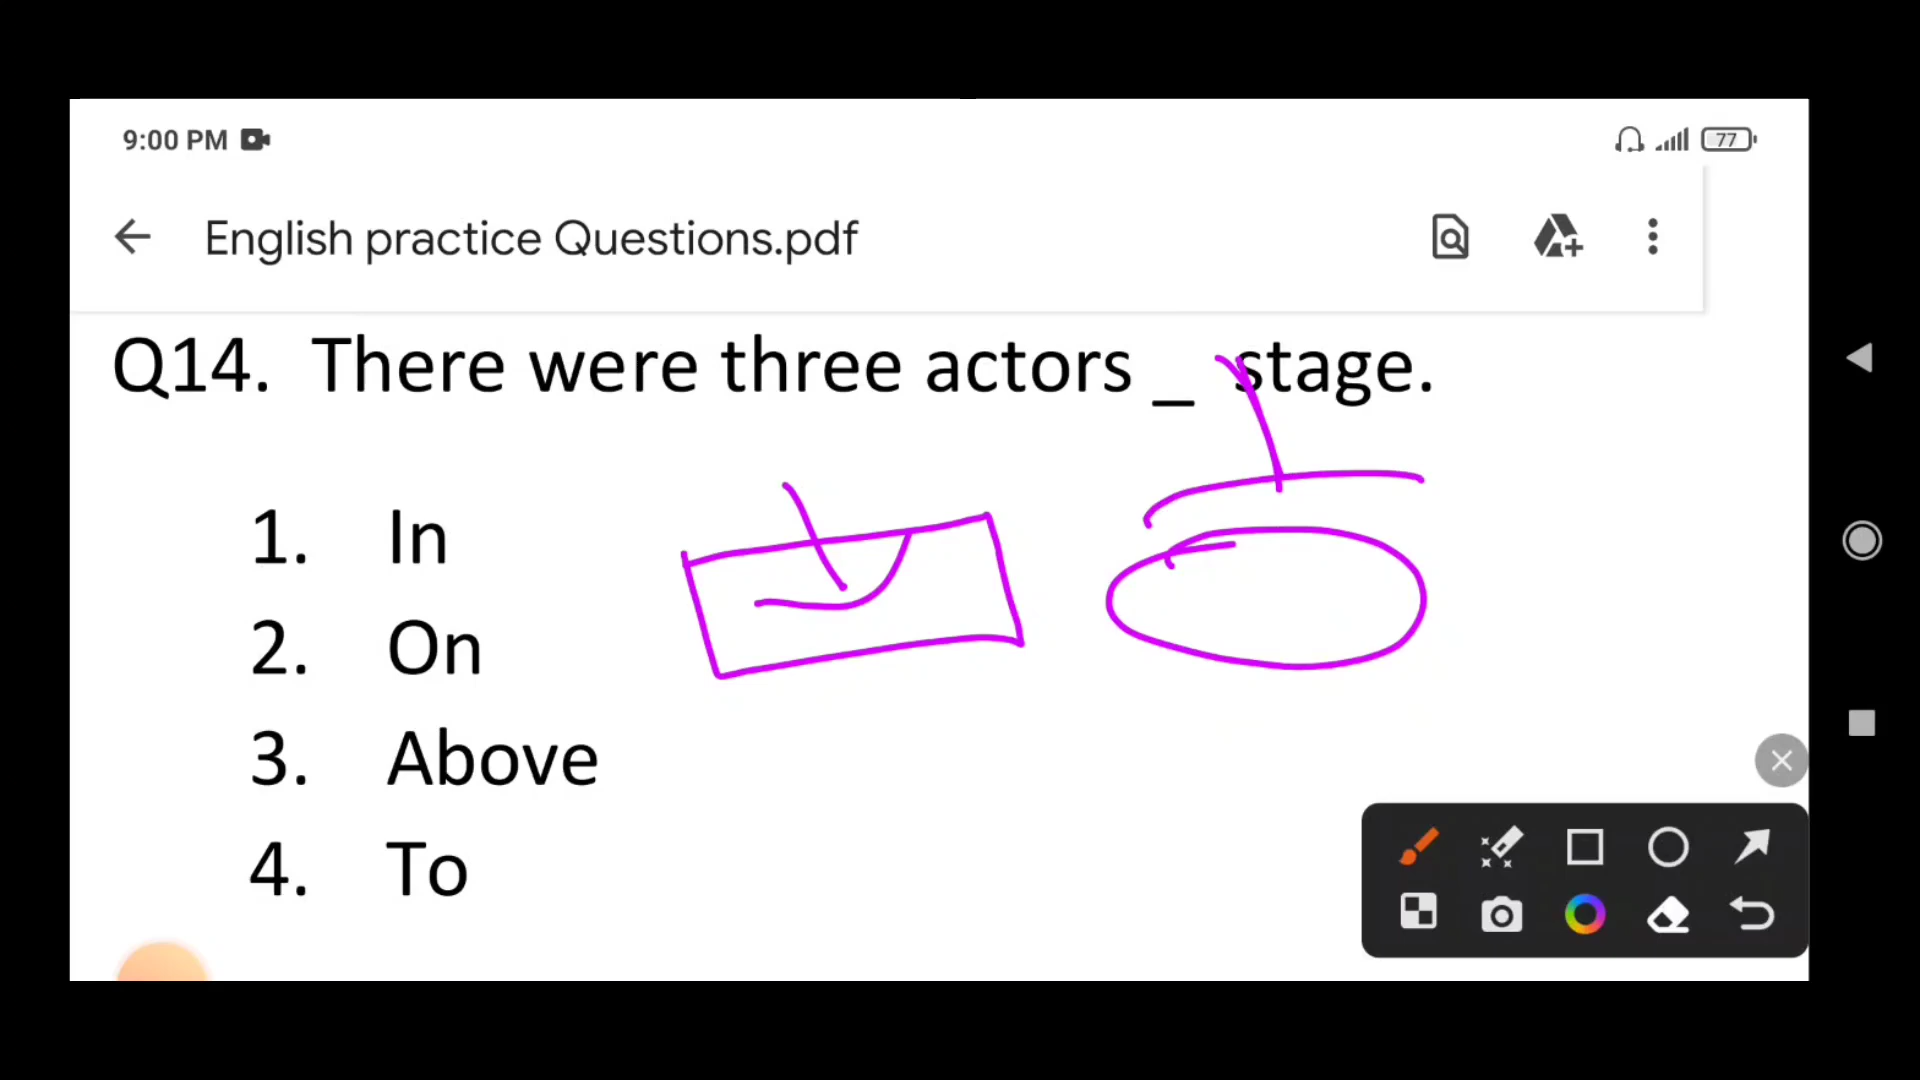 9:00 PM
77
English practice Questions.pdf
Q14. There were three actors _ stage.
1. In
2. On
3. Above
4. To